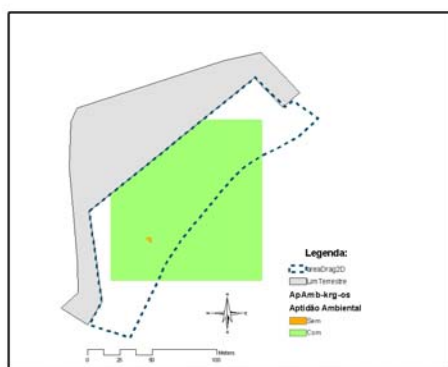 Legenda:
areaDrag2D
LimTerrestre
ApAmb-krg-os
Aptidão Ambiental
Sem
Com
0 25 50 100
Meters